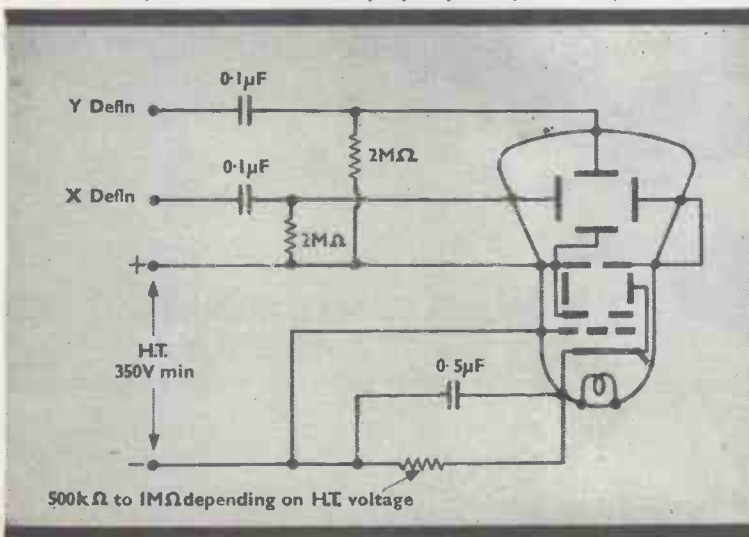 0·1μF
Y Defln
2MΩ
0·1μF
X Defln
2MΩ
+
H.T.
350V min
0·5μF
-
500kΩ to 1MΩ depending on H.T. voltage